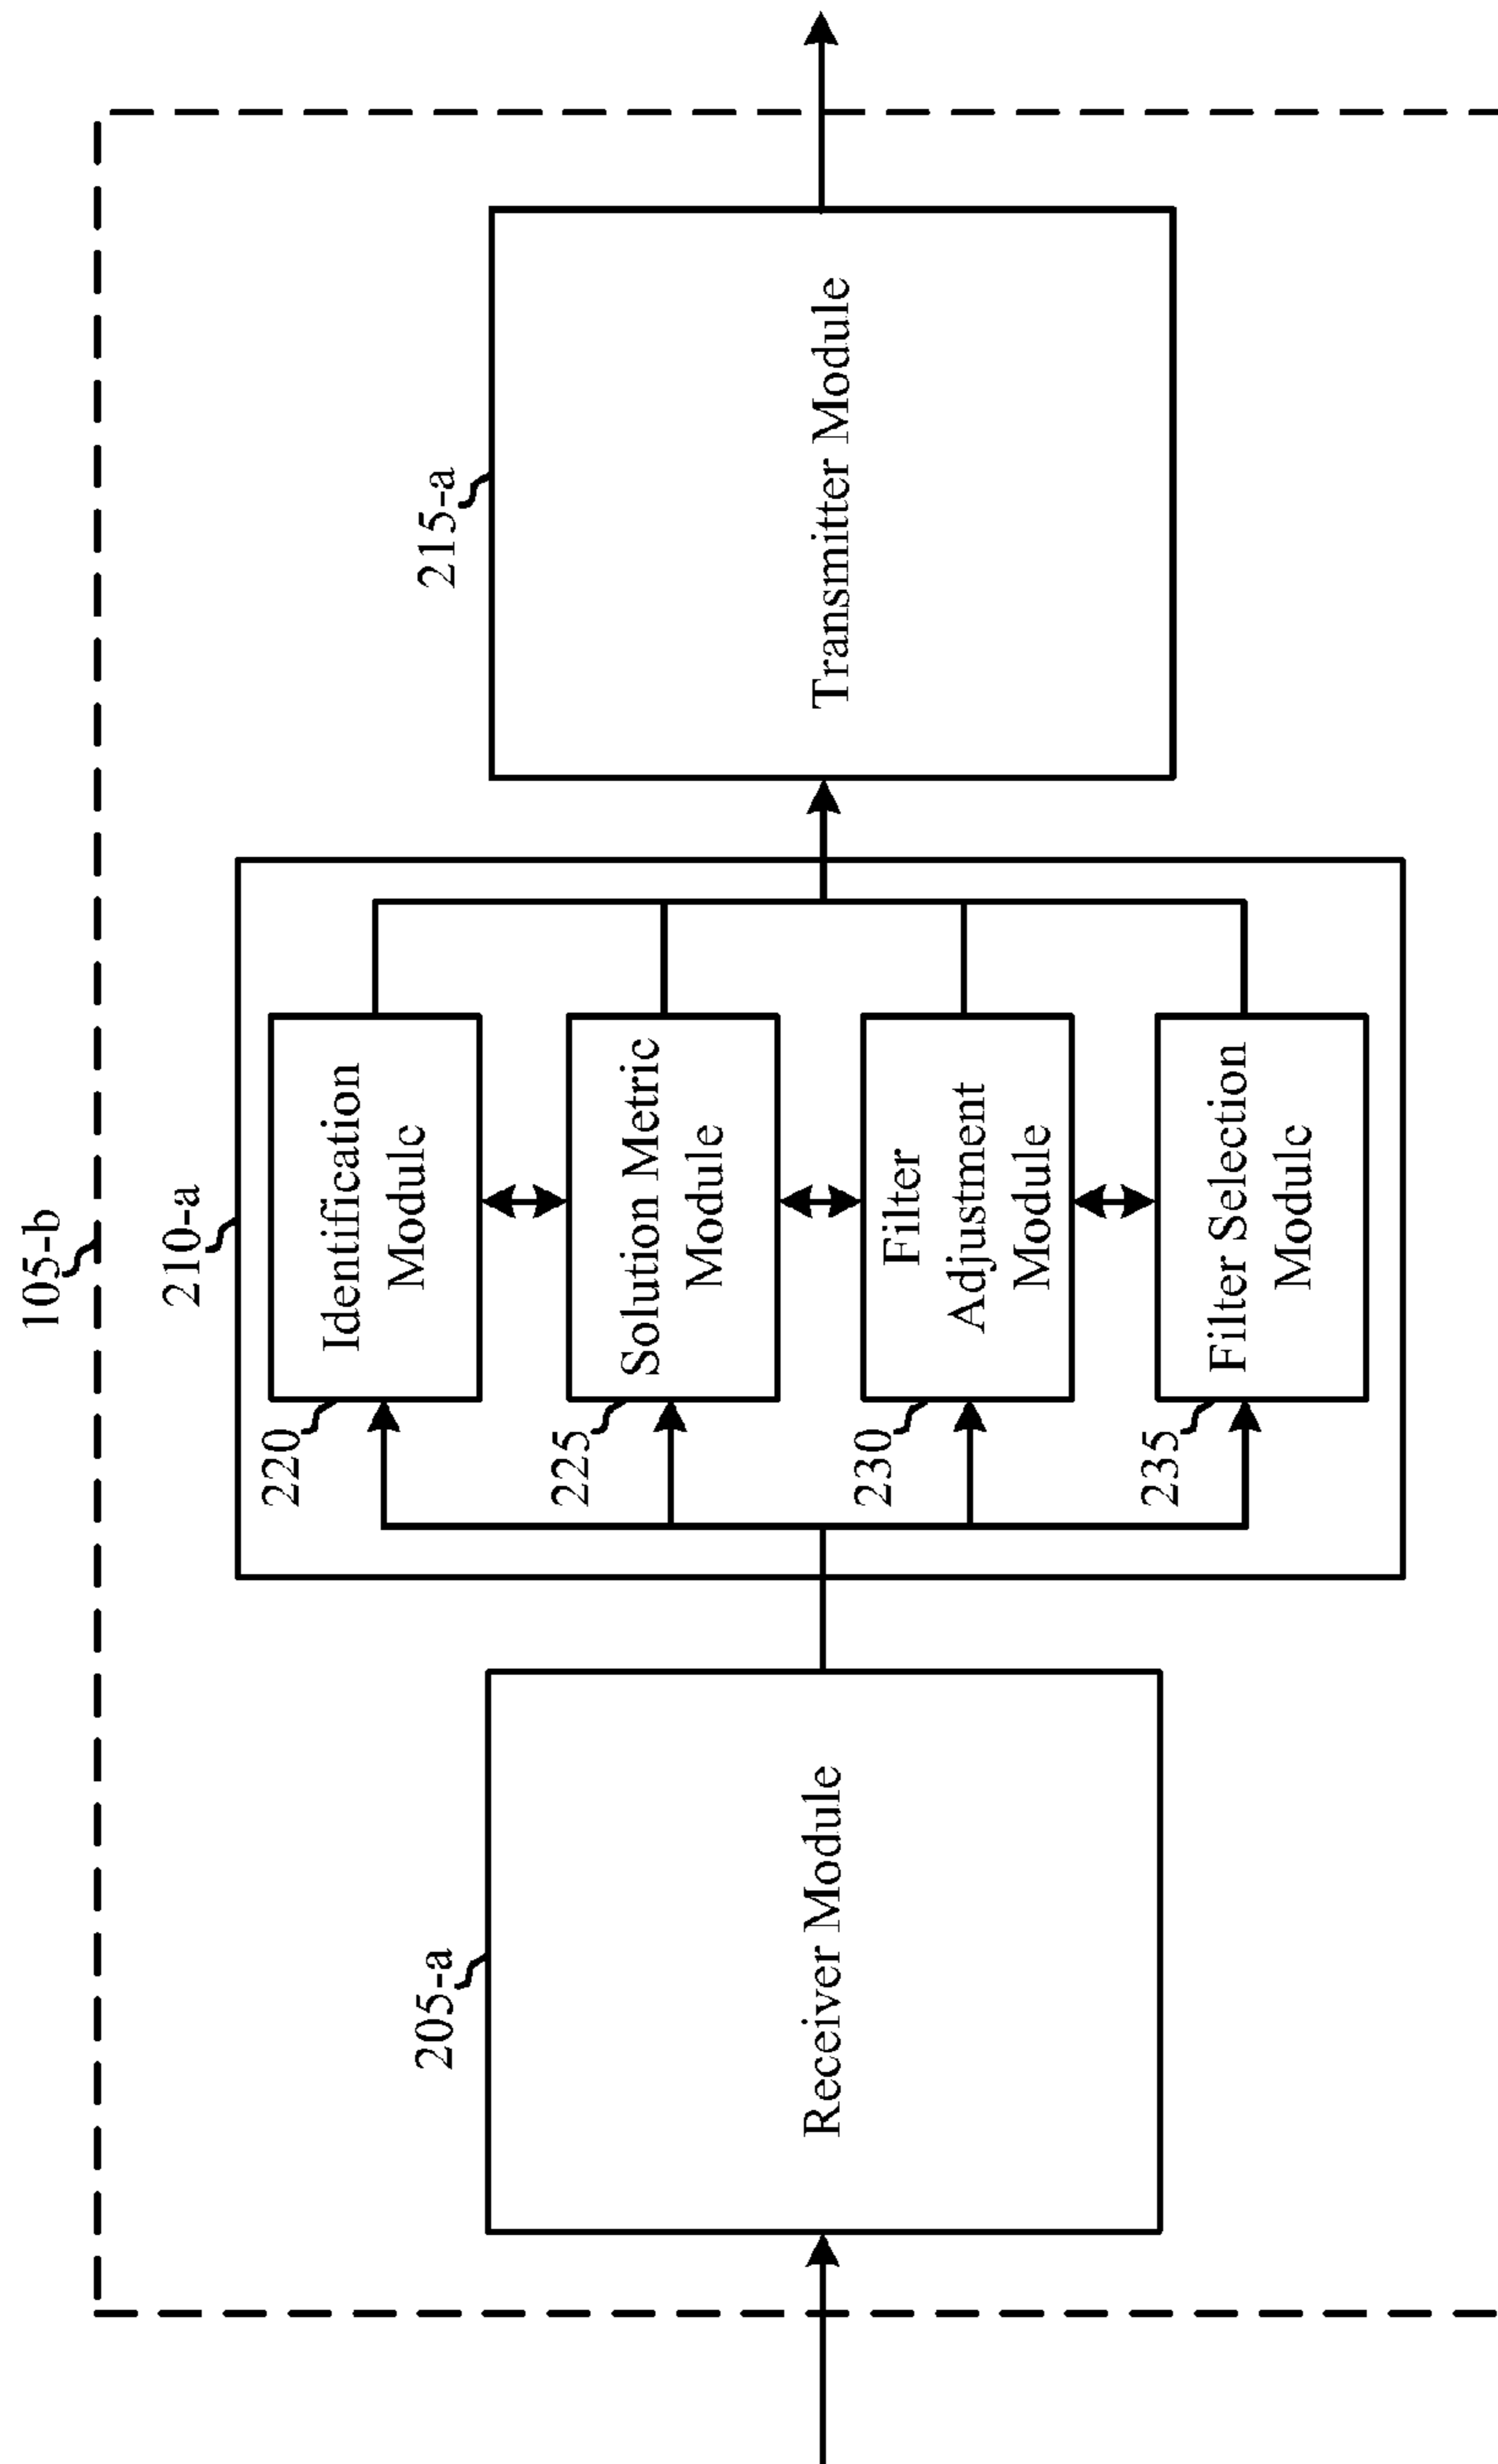 105-b
210-a
205-a
Receiver Module
220
Identification
Module
225
Solution Metric
Module
230
Filter
Adjustment
Module
235
Filter Selection
Module
215-a
Transmitter Module